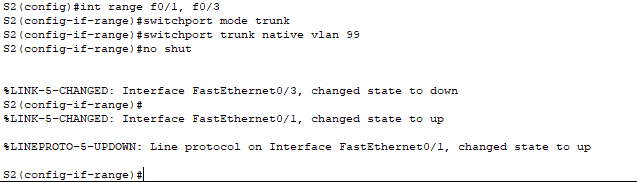 S2(config)#int range f0/1, f0/3
S2(config-if-range)#switchport mode trunk
S2(config-if-range)#switchport trunk native vlan 99
S2(config-if-range)#no shut
%LINK-5-CHANGED: Interface FastEthernet0/3, changed state to down
S2(config-if-range)#
%LINK-5-CHANGED: Interface FastEthernet0/1, changed state to up
%LINEPROTO-5-UPDOWN: Line protocol on Interface FastEthernet0/1, changed state to up
S2(config-if-range)#